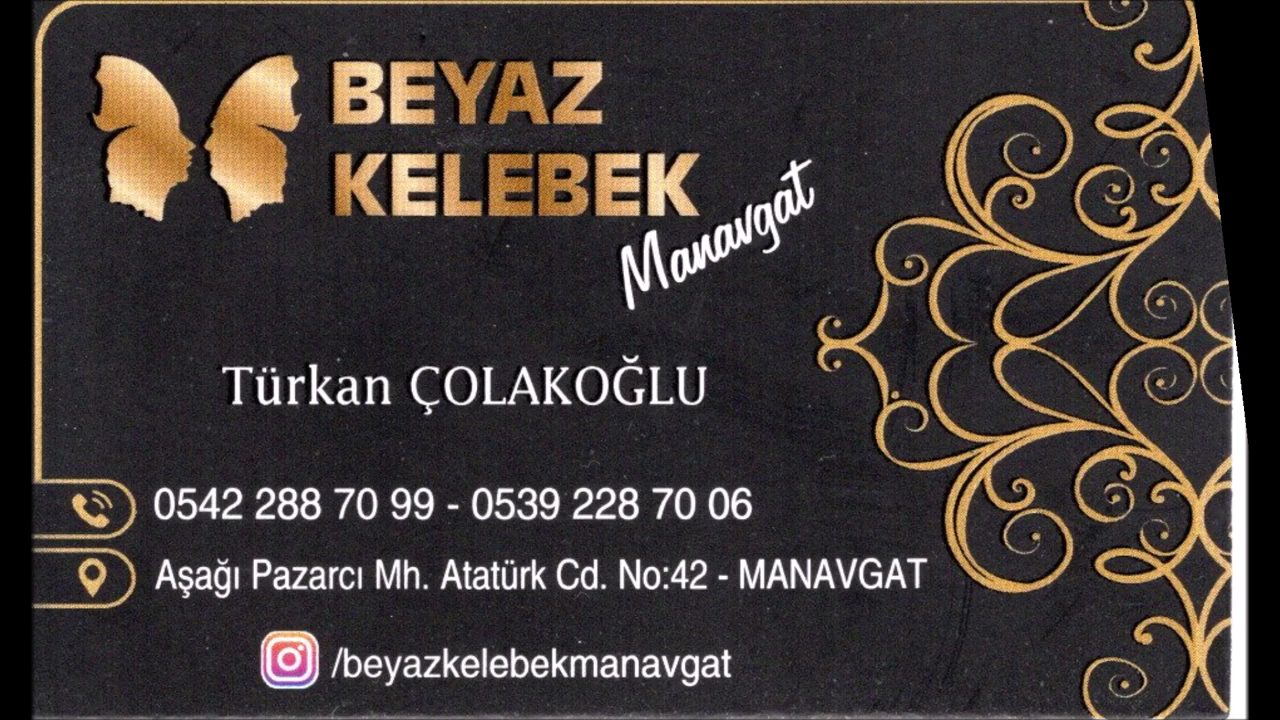 BEYAZ
KELEBEK
Manavgat
Türkan ÇOLAKOĞLU
0542 288 70 99 - 0539 228 70 06
Aşağı Pazarcı Mh. Atatürk Cd. No:42 - MANAVGAT
/beyazkelebekmanavgat